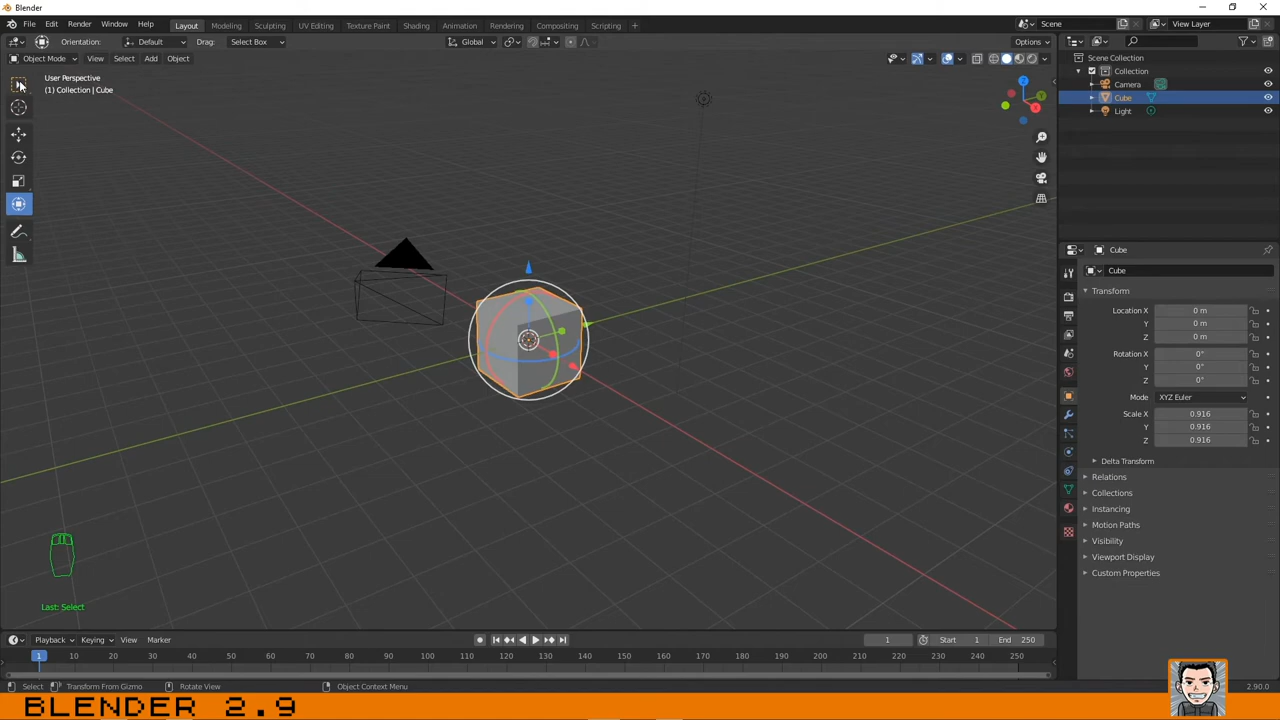 Blender
File Edit Render Window Help Layout Modeling Sculpting UV Editing Texture Paint Shading Animation Rendering Compositing Scripting + Scene View Layer
Orientation: Default Drag: Select Box Global Options
Object Mode View Select Add Object
User Perspective
(1) Collection | Cube
Scene Collection
Collection
Camera
Cube
Light
Cube
Cube
Transform
Location X 0 m
Y 0 m
Z 0 m
Rotation X 0°
Y 0°
Z 0°
Mode XYZ Euler
Scale X 0.916
Y 0.916
Z 0.916
Delta Transform
Relations
Collections
Instancing
Motion Paths
Visibility
Viewport Display
Custom Properties
Last: Select
Playback Keying View Marker 1 Start 1 End 250
1 10 20 30 40 50 60 70 80 90 100 110 120 130 140 150 160 170 180 190 200 210 220 230 240 250
Select Transform From Gizmo Rotate View Object Context Menu 2.90.0
BLENDER 2.9